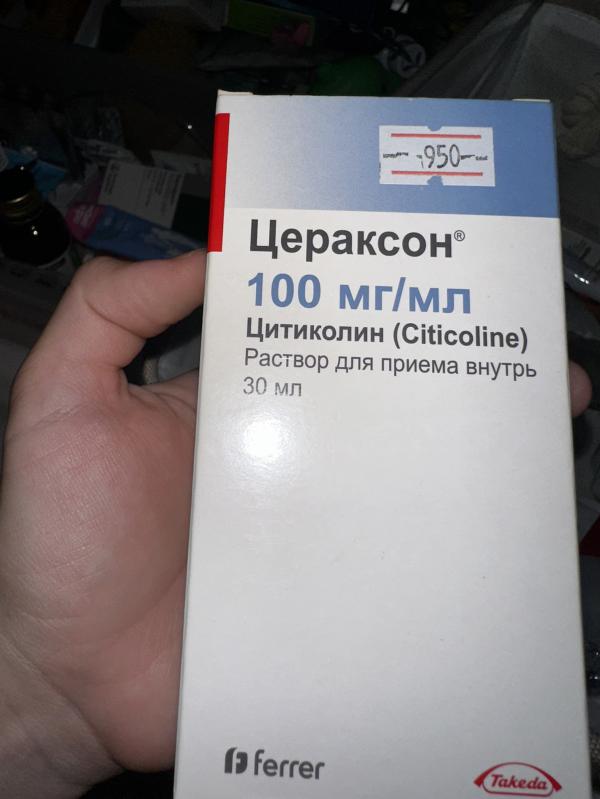 950
Цераксон®
100 мг/мл
Цитиколин (Citicoline)
Раствор для приема внутрь
30 мл
ferrer
Takeda